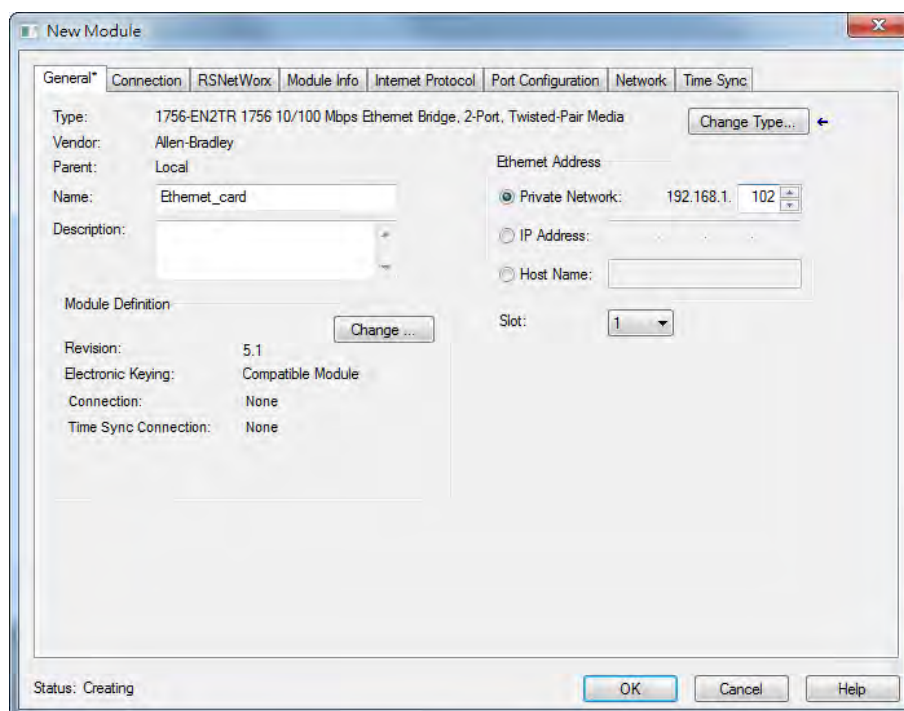 New Module
General* Connection RSNetWorx Module Info Internet Protocol Port Configuration Network Time Sync
Type: 1756-EN2TR 1756 10/100 Mbps Ethernet Bridge, 2-Port, Twisted-Pair Media
Change Type...
Vendor: Allen-Bradley
Parent: Local
Name: Ethernet_card
Description:
Ethernet Address
Private Network: 192.168.1. 102
IP Address: . . .
Host Name:
Slot: 1
Module Definition
Change ...
Revision: 5.1
Electronic Keying: Compatible Module
Connection: None
Time Sync Connection: None
Status: Creating
OK Cancel Help